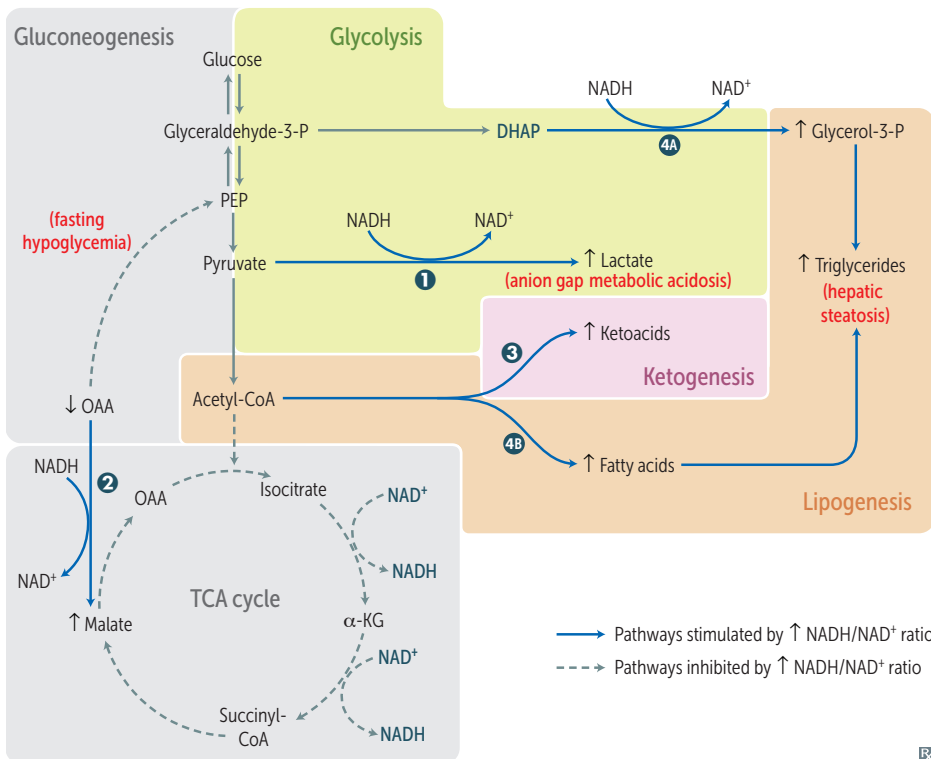 Gluconeogenesis
Glycolysis
Glucose
NADH
NAD⁺
Glyceraldehyde-3-P
DHAP
↑ Glycerol-3-P
4A
PEP
(fasting
hypoglycemia)
NADH
NAD⁺
Pyruvate
↑ Lactate
↑ Triglycerides
1
(anion gap metabolic acidosis)
(hepatic
steatosis)
3
↑ Ketoacids
Ketogenesis
↓ OAA
Acetyl-CoA
4B
NADH
2
↑ Fatty acids
OAA
Isocitrate
NAD⁺
Lipogenesis
NAD⁺
NADH
TCA cycle
↑ Malate
α-KG
Pathways stimulated by ↑ NADH/NAD⁺ ratio
NAD⁺
Pathways inhibited by ↑ NADH/NAD⁺ ratio
Succinyl-
CoA
NADH